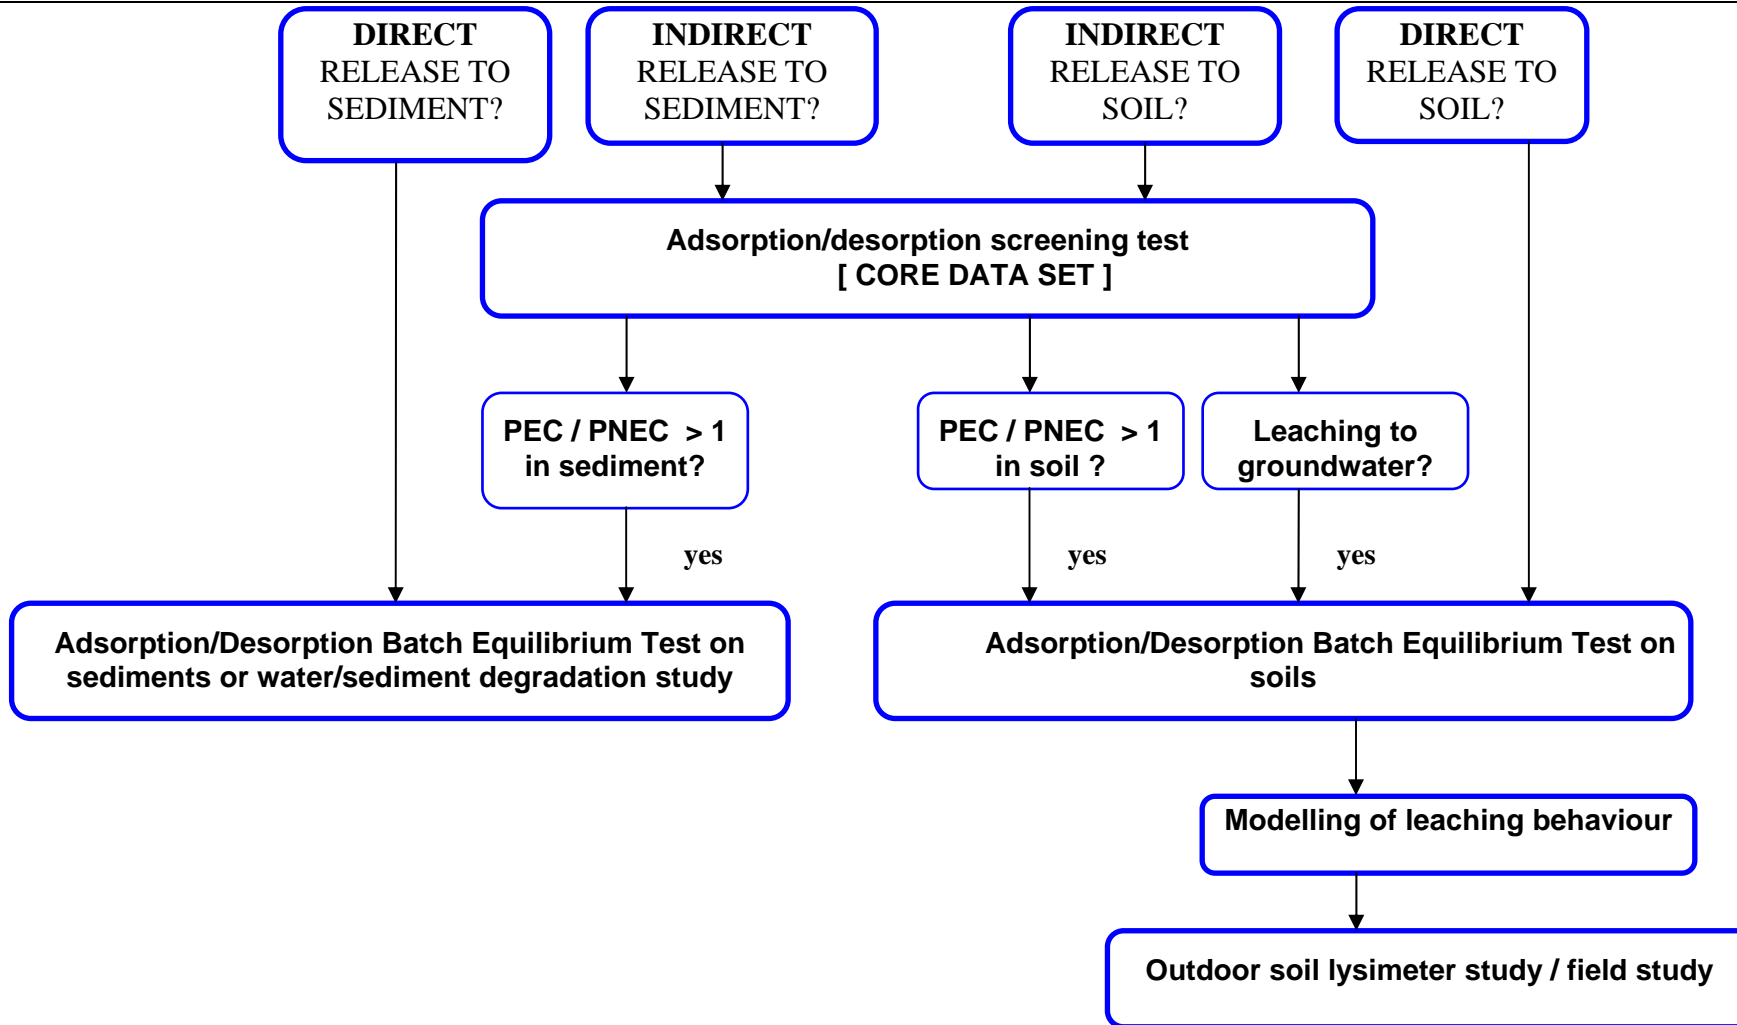 DIRECT
RELEASE TO
SEDIMENT?
INDIRECT
RELEASE TO
SEDIMENT?
INDIRECT
RELEASE TO
SOIL?
DIRECT
RELEASE TO
SOIL?
Adsorption/desorption screening test
[ CORE DATA SET ]
PEC / PNEC > 1
in sediment?
PEC / PNEC > 1
in soil ?
Leaching to
groundwater?
yes
yes
yes
Adsorption/Desorption Batch Equilibrium Test on
sediments or water/sediment degradation study
Adsorption/Desorption Batch Equilibrium Test on
soils
Modelling of leaching behaviour
Outdoor soil lysimeter study / field study